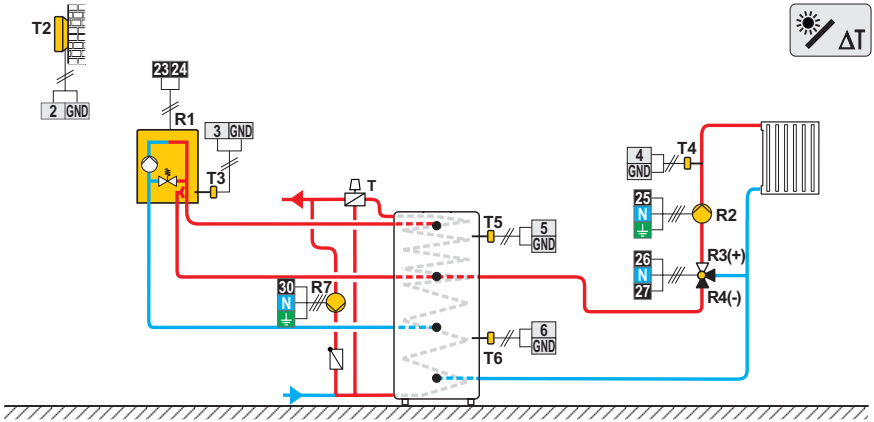 T2
ΔT
23 24
2 GND
R1
3 GND
T3
T
4
GND
T4
25
N
R2
T5
5
GND
R3(+)
26
N
27
R4(-)
30
N
R7
6
GND
T6